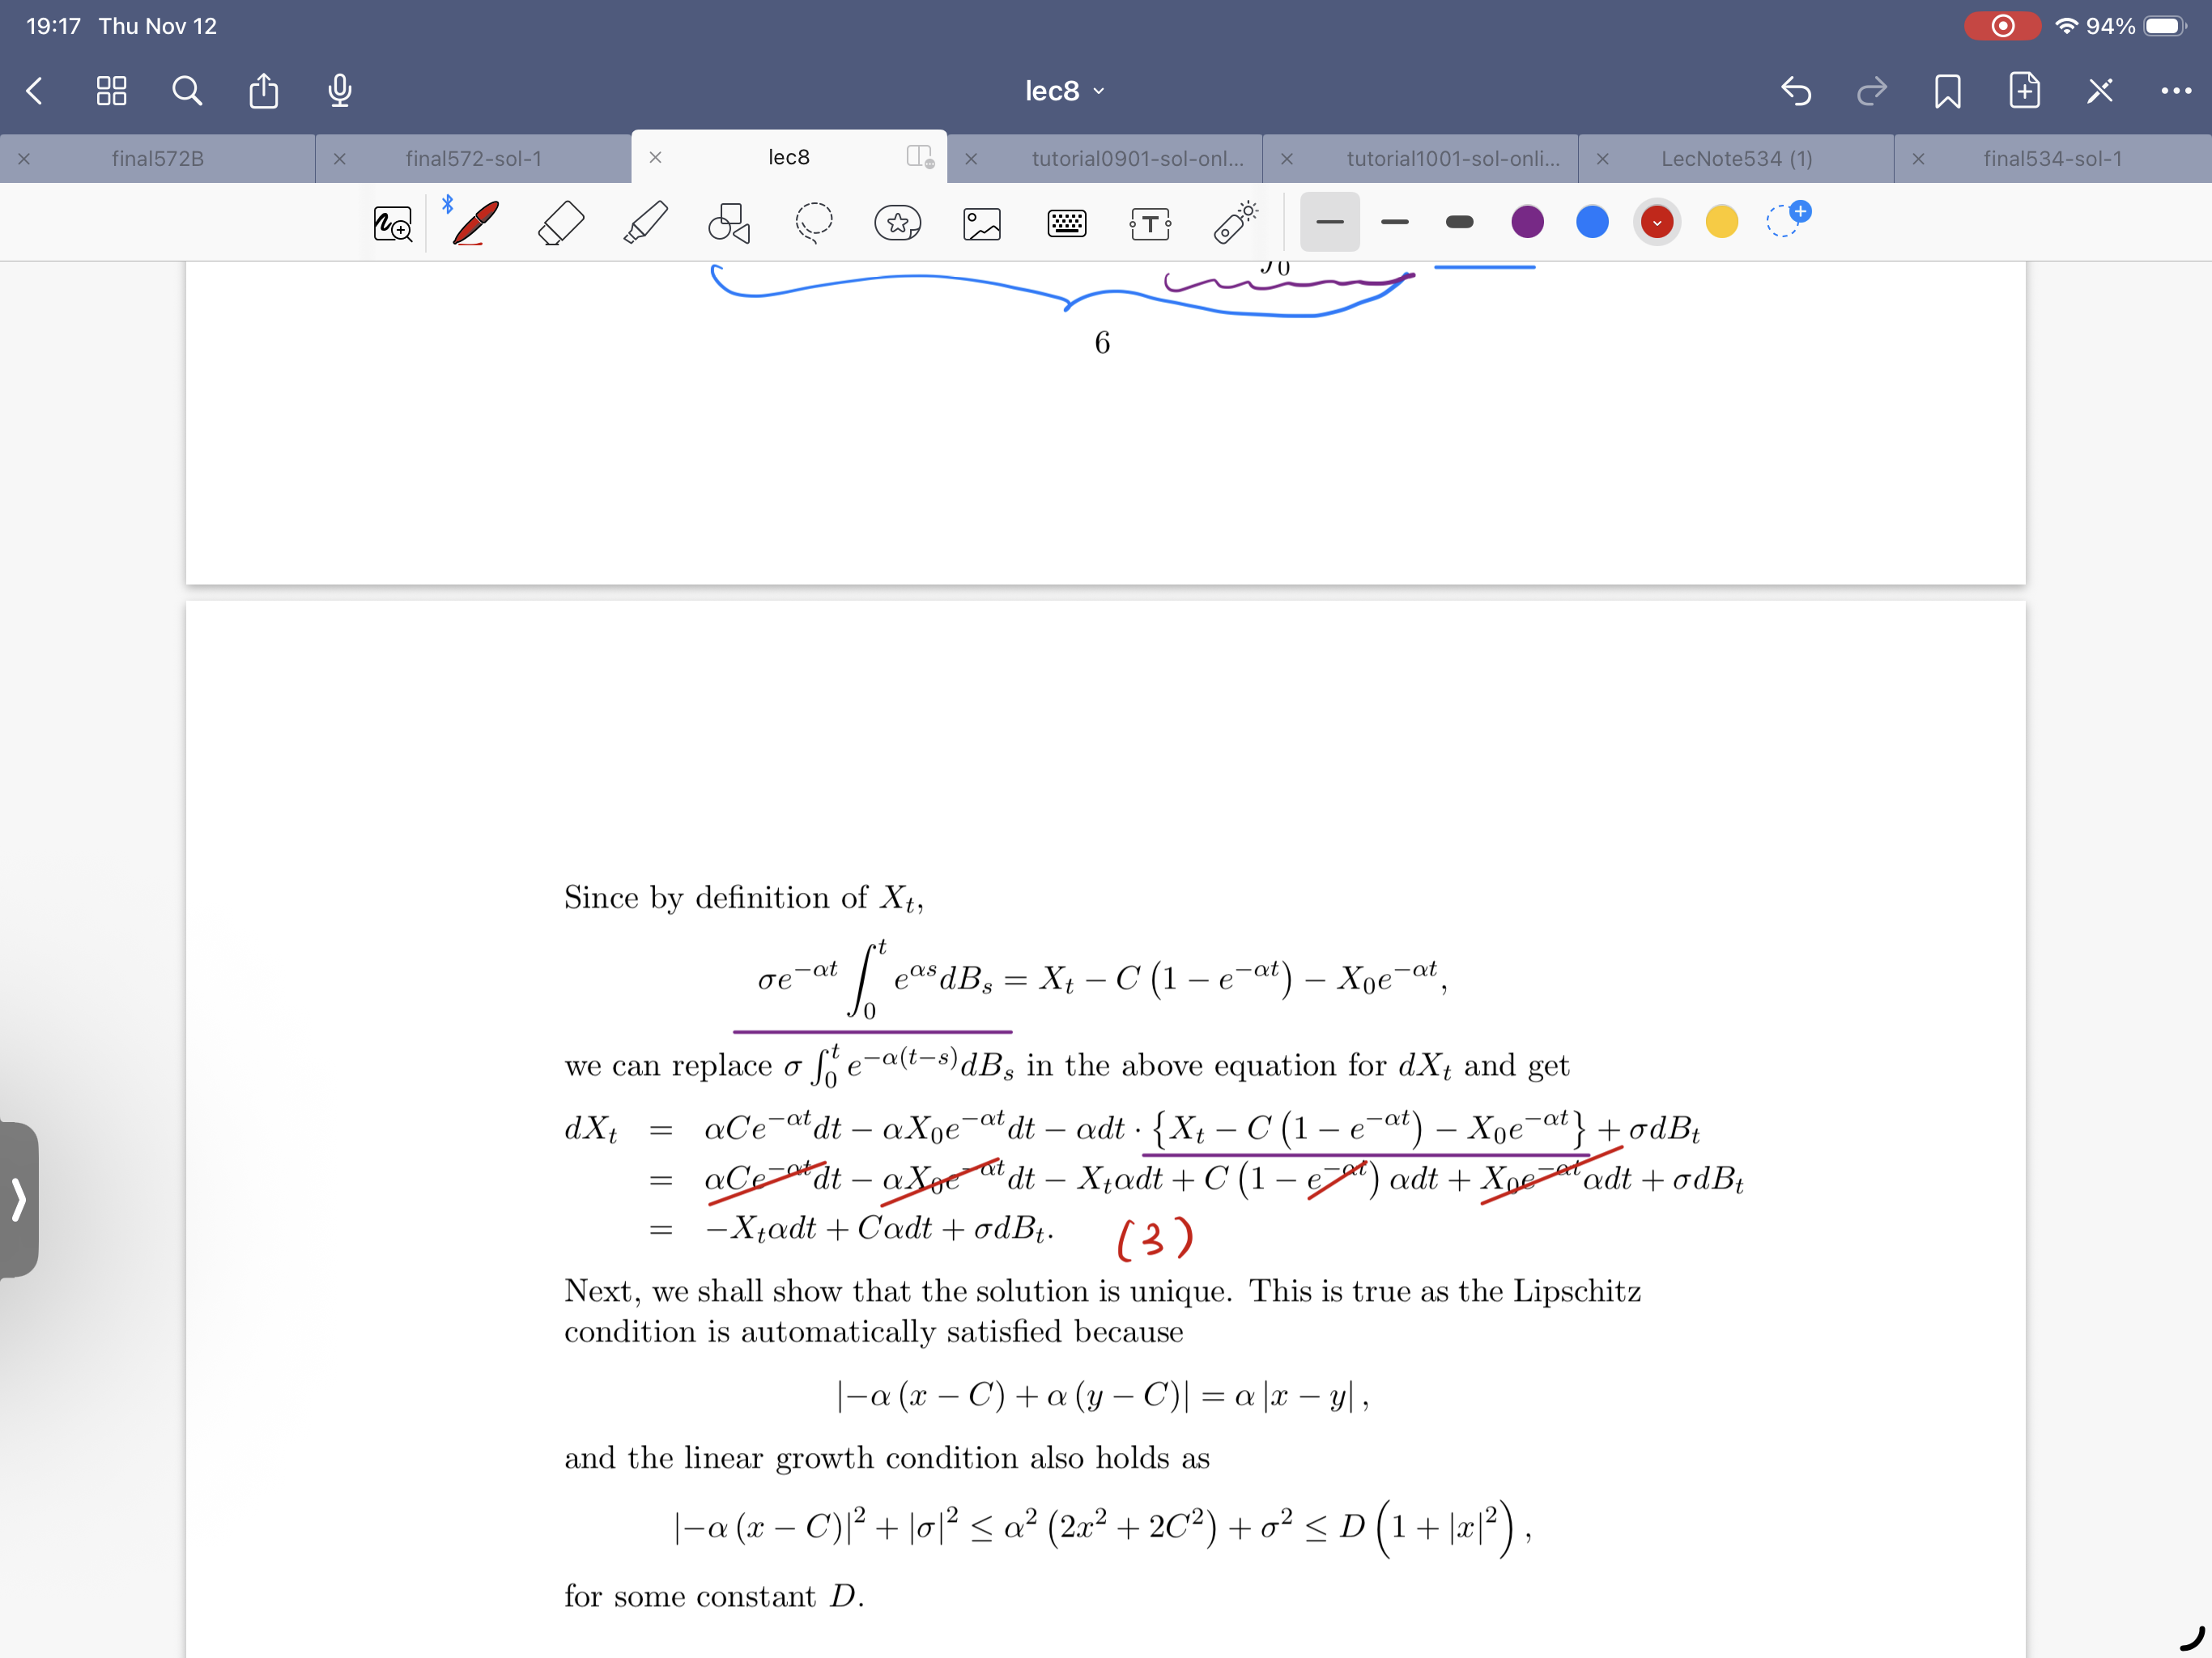 19:17 Thu Nov 12
94%
lec8
final572B
final572-sol-1
lec8
tutorial0901-sol-onl...
tutorial1001-sol-onli...
LecNote534 (1)
final534-sol-1
T
6
Since by definition of X_t,
σe^{−αt} ∫_0^t e^{αs} dB_s = X_t − C (1 − e^{−αt}) − X_0e^{−αt},
we can replace σ ∫_0^t e^{−α(t−s)} dB_s in the above equation for dX_t and get
dX_t = αCe^{−αt}dt − αX_0e^{−αt}dt − αdt · {X_t − C (1 − e^{−αt}) − X_0e^{−αt}} + σdB_t
= αCe^{−αt}dt − αX_0e^{−αt}dt − X_tαdt + C (1 − e^{−αt}) αdt + X_0e^{−αt}αdt + σdB_t
= −X_tαdt + Cαdt + σdB_t. (3)
Next, we shall show that the solution is unique. This is true as the Lipschitz
condition is automatically satisfied because
|−α (x − C) + α (y − C)| = α |x − y| ,
and the linear growth condition also holds as
|−α (x − C)|^2 + |σ|^2 ≤ α^2 (2x^2 + 2C^2) + σ^2 ≤ D (1 + |x|^2) ,
for some constant D.